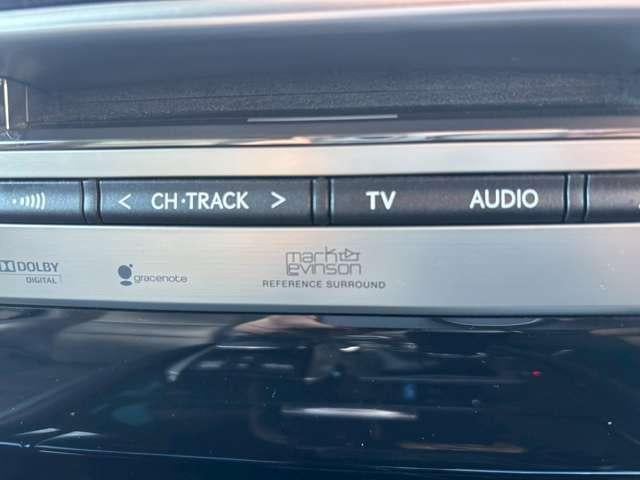 < CH·TRACK > TV AUDIO
DOLBY DIGITAL
gracenote
mark levinson
REFERENCE SURROUND